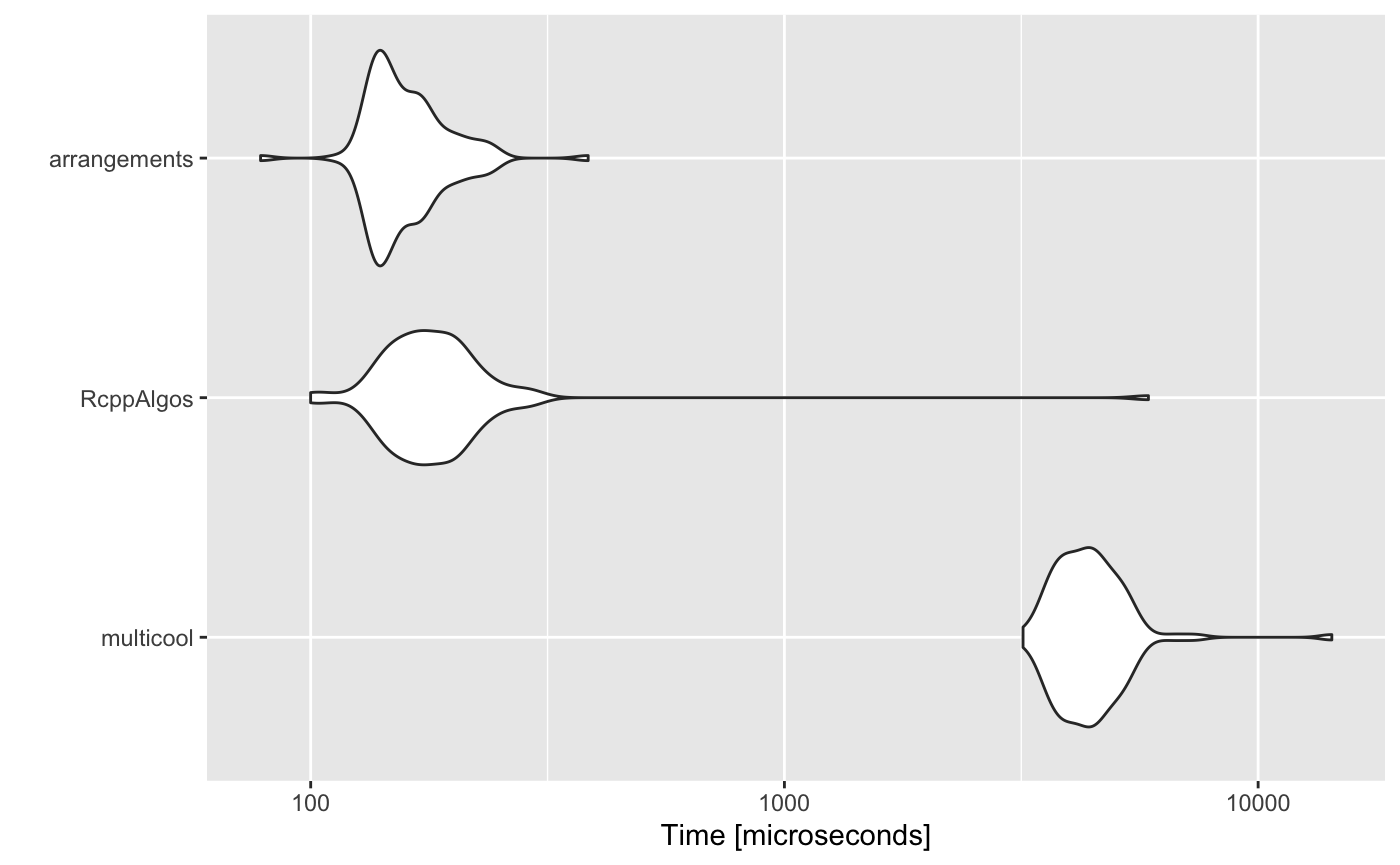 arrangements
RcppAlgos
multicool
100 1000 10000
Time [microseconds]